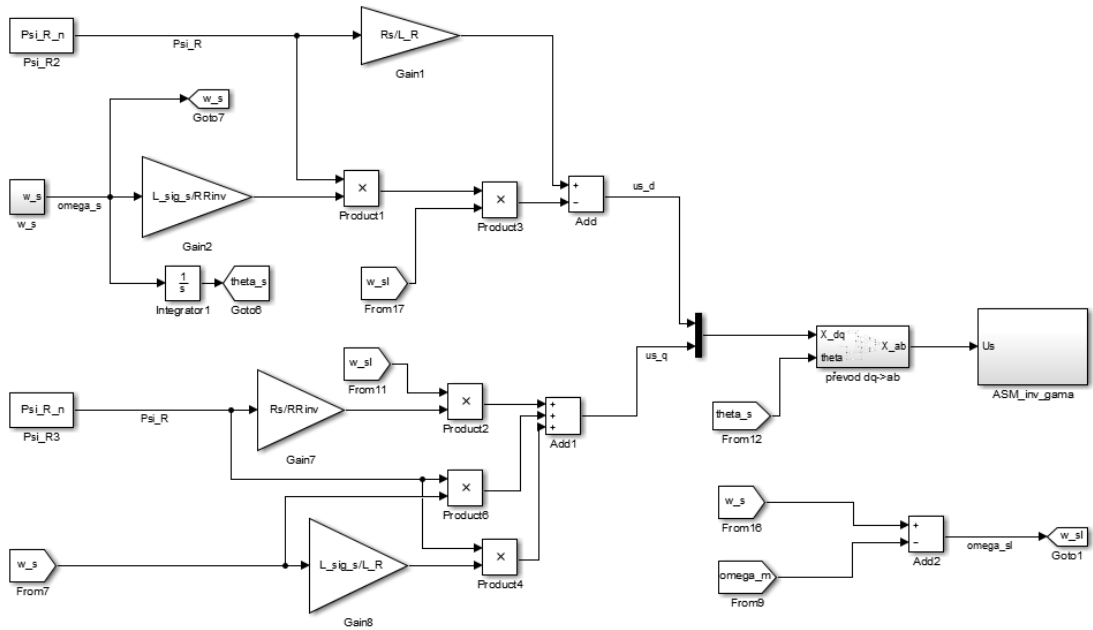 Psi_R_n
Psi_R2
Psi_R
Rs/L_R
Gain1
w_s
Goto7
w_s
w_s
omega_s
L_sig_s/RRinv
Gain2
×
Product1
×
Product3
+
−
Add
us_d
1
s
Integrator1
theta_s
Goto6
w_sl
From17
X_dq
theta
X_ab
převod dq->ab
Us
ASM_inv_gama
us_q
w_sl
From11
Psi_R_n
Psi_R3
Psi_R
Rs/RRinv
Gain7
×
Product2
+
+
+
Add1
theta_s
From12
×
Product6
w_s
From7
L_sig_s/L_R
Gain8
×
Product4
w_s
From16
omega_m
From9
+
−
Add2
omega_sl
w_sl
Goto1